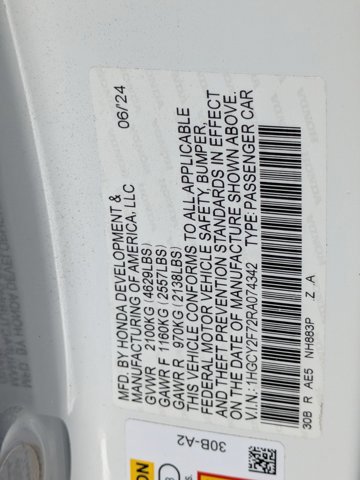 MFD. BY HONDA DEVELOPMENT & 06/24
MANUFACTURING OF AMERICA, LLC
GVWR 2100KG (4629LBS)
GAWR F 1160KG (2557LBS)
GAWR R 970KG (2138LBS)
THIS VEHICLE CONFORMS TO ALL APPLICABLE
FEDERAL MOTOR VEHICLE SAFETY, BUMPER,
AND THEFT PREVENTION STANDARDS IN EFFECT
ON THE DATE OF MANUFACTURE SHOWN ABOVE.
V.I.N.: 1HGCY2F72RA074342 TYPE: PASSENGER CAR
30B R AE5 NH883P Z .A
30B-A2